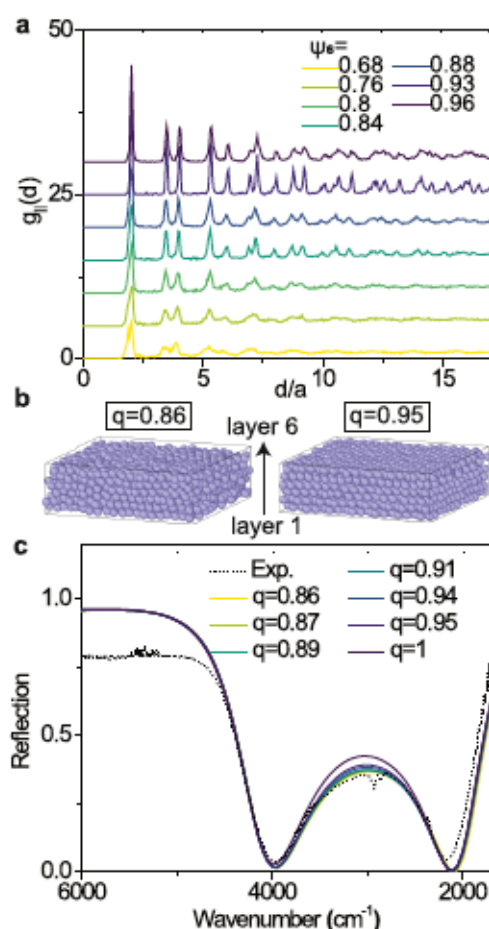 a
50
25
0
g||(d)
ψ6=
0.68
0.76
0.8
0.84
0.88
0.93
0.96
0 5 10 15
d/a
b
q=0.86
layer 6
q=0.95
layer 1
c
1.0
0.5
0.0
Reflection
Exp.
q=0.86
q=0.87
q=0.89
q=0.91
q=0.94
q=0.95
q=1
6000 4000 2000
Wavenumber (cm⁻¹)